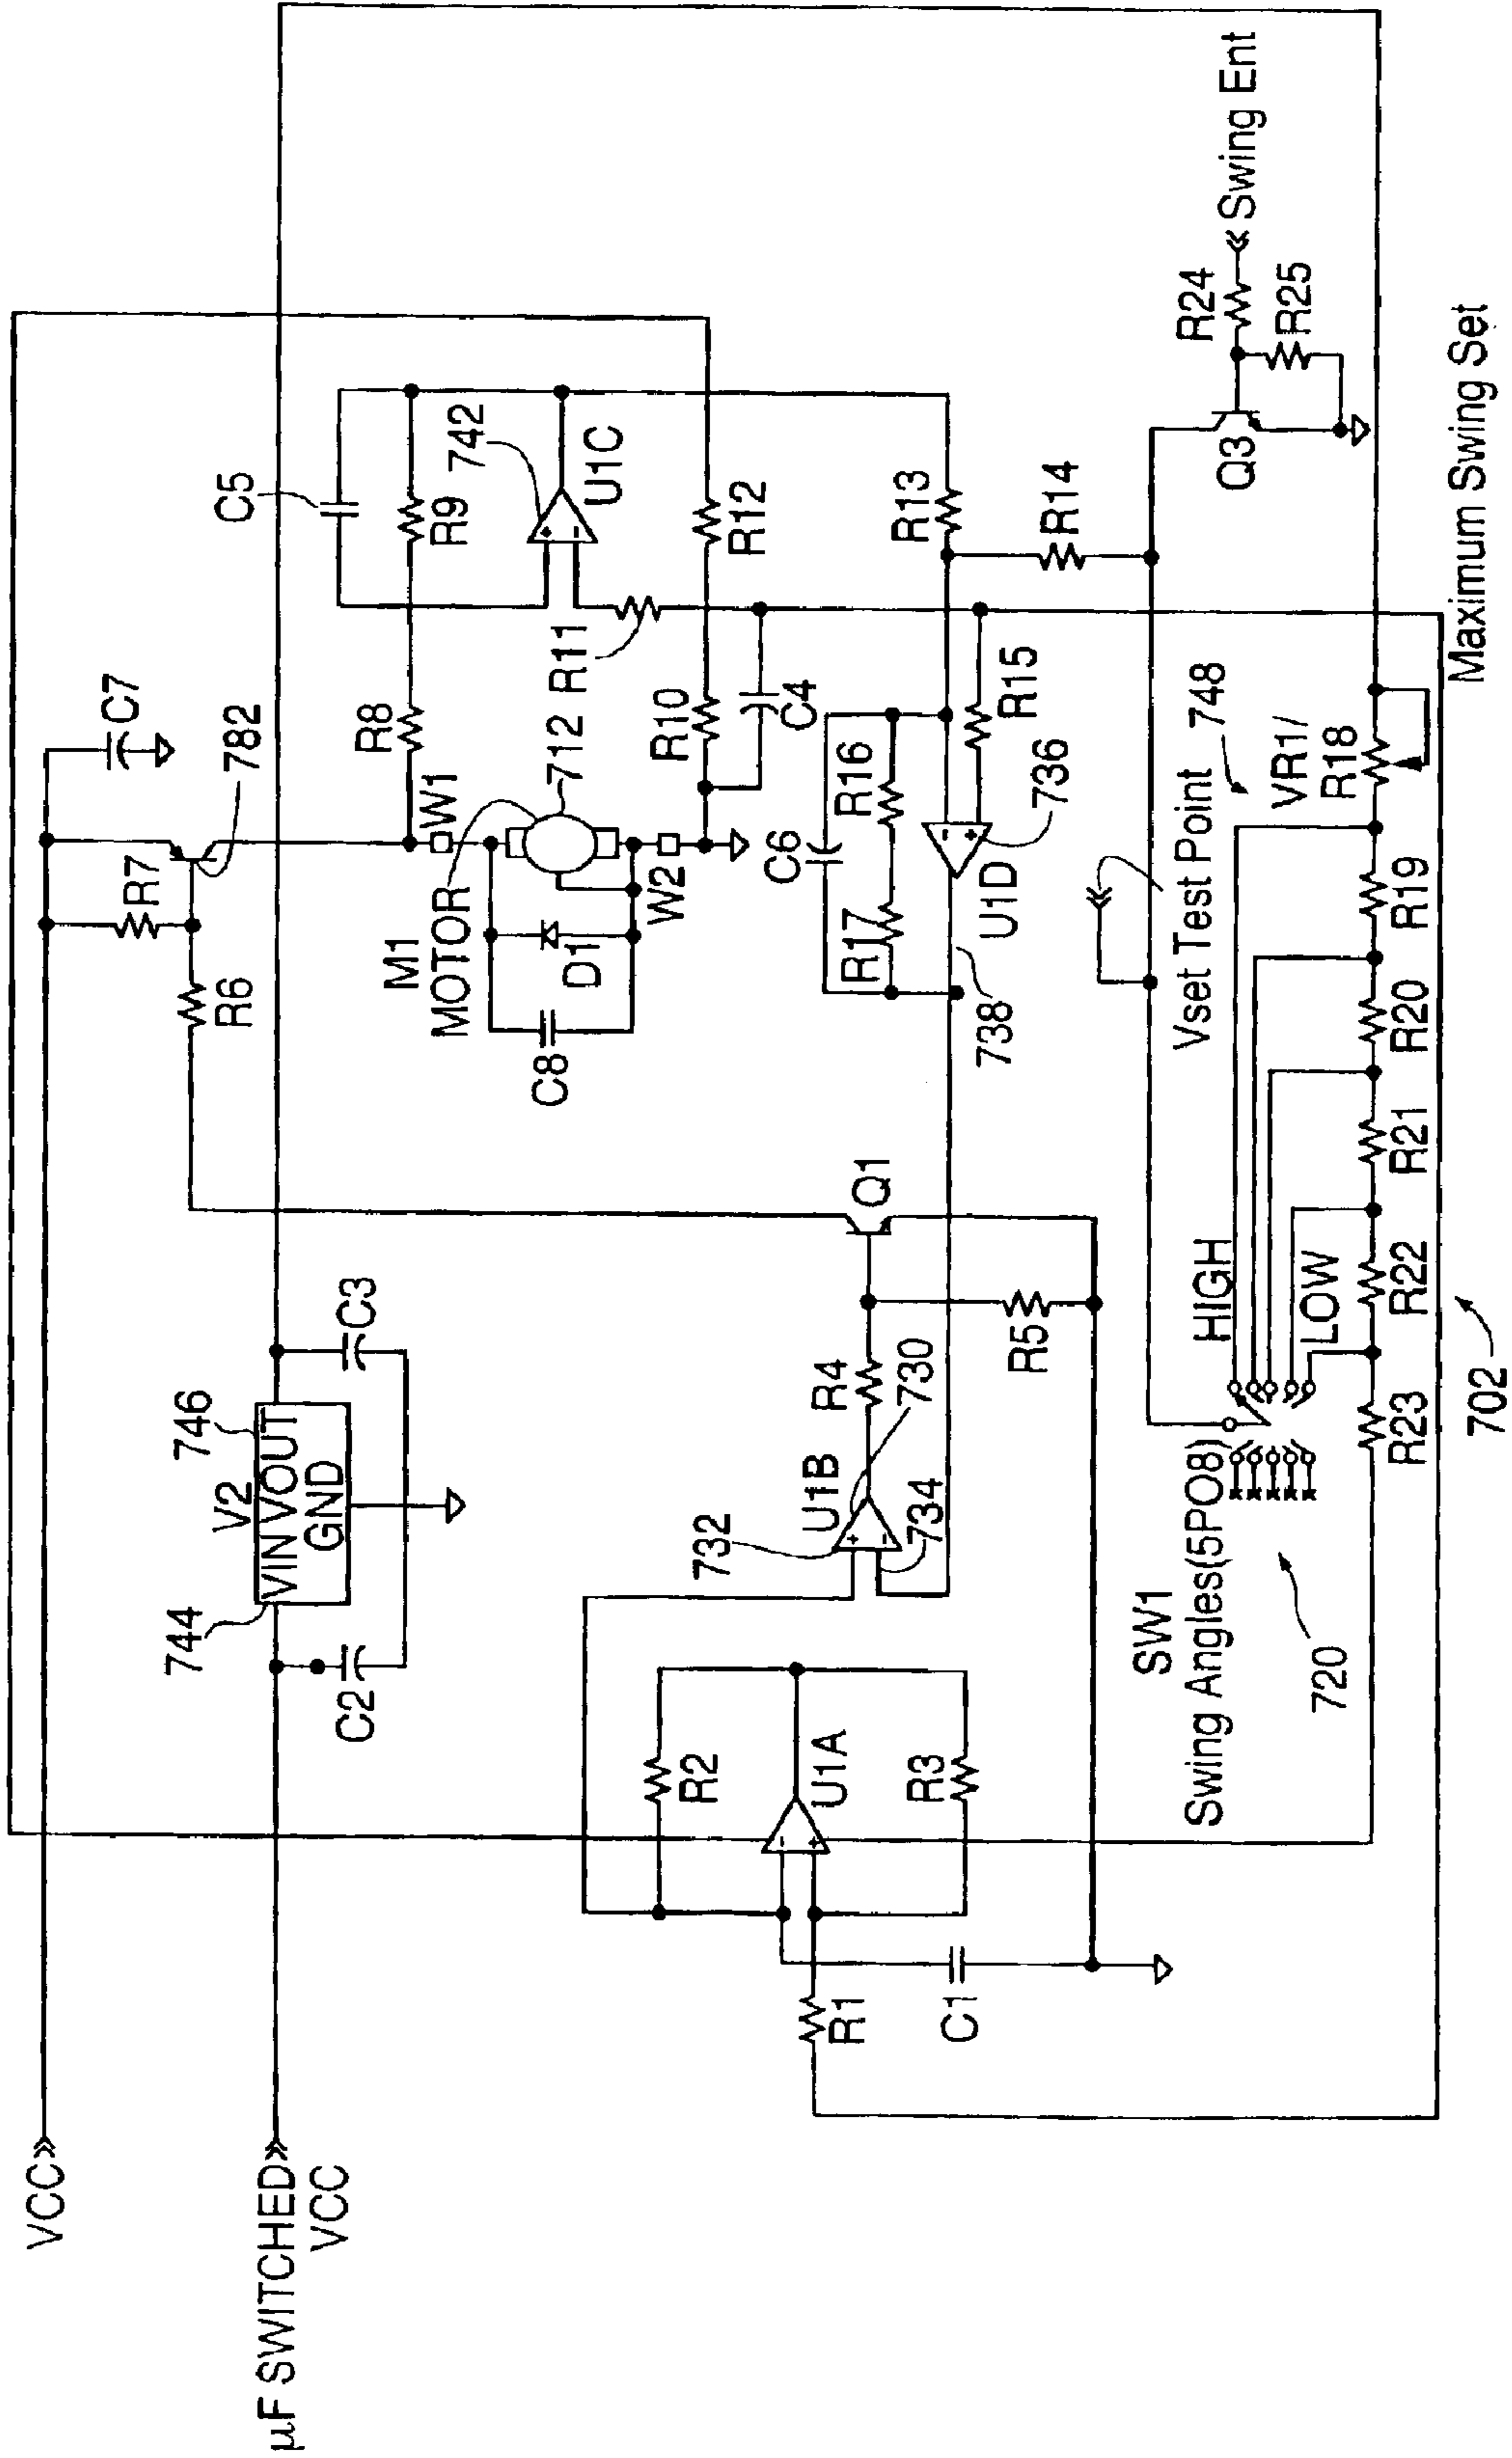 VCC
µF SWITCHED
VCC
744
V2
746
VIN VOUT
GND
C2
C3
R7
C7
782
R6
R8
R9
C5
742
U1C
M1
MOTOR
712
W1
W2
D1
C8
R11
R10
R12
C4
R2
U1A
R3
R1
C1
732
U1B
730
734
R4
R5
Q1
C6
R16
R17
R15
736
U1D
738
R13
R14
R24
Swing Ent
R25
Q3
Vset Test Point
748
VR1/
R18
Maximum Swing Set
SW1
Swing Angles(5PO8)
720
HIGH
LOW
R23
R22
R21
R20
R19
702